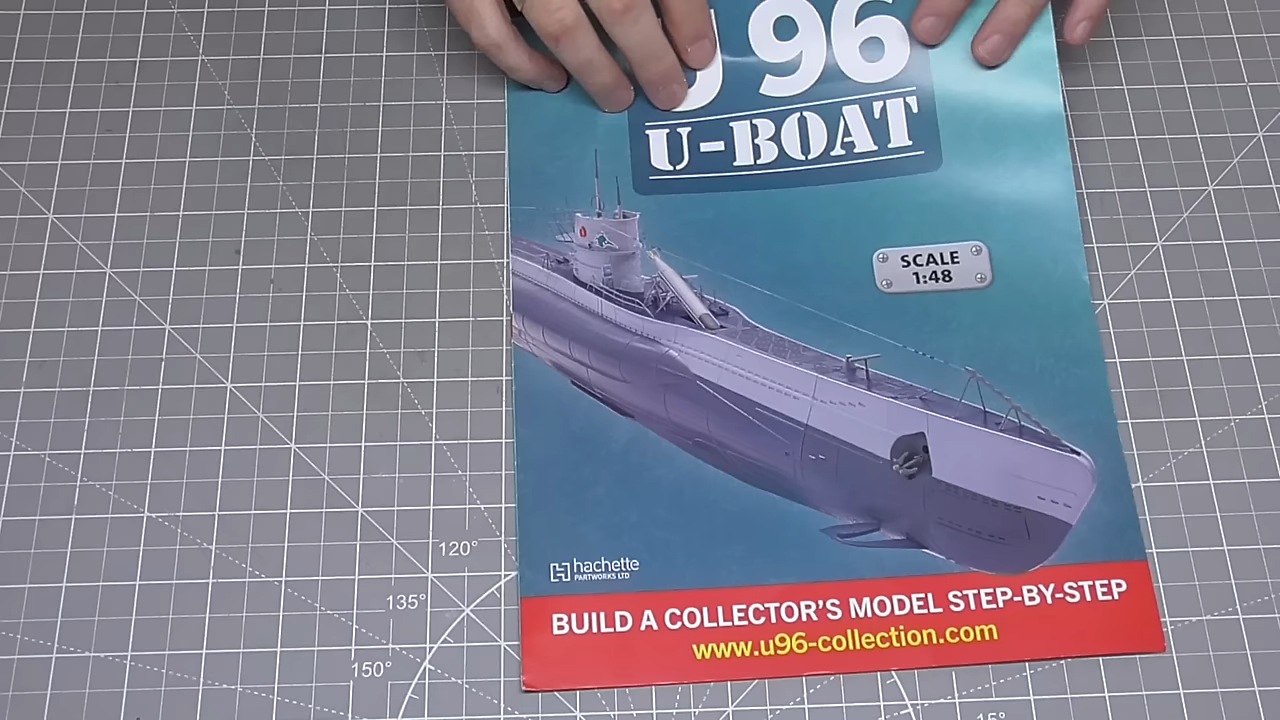 U 96
U-BOAT
SCALE
1:48
hachette
PARTWORKS LTD
BUILD A COLLECTOR'S MODEL STEP-BY-STEP
www.u96-collection.com
120°
135°
150°
15°